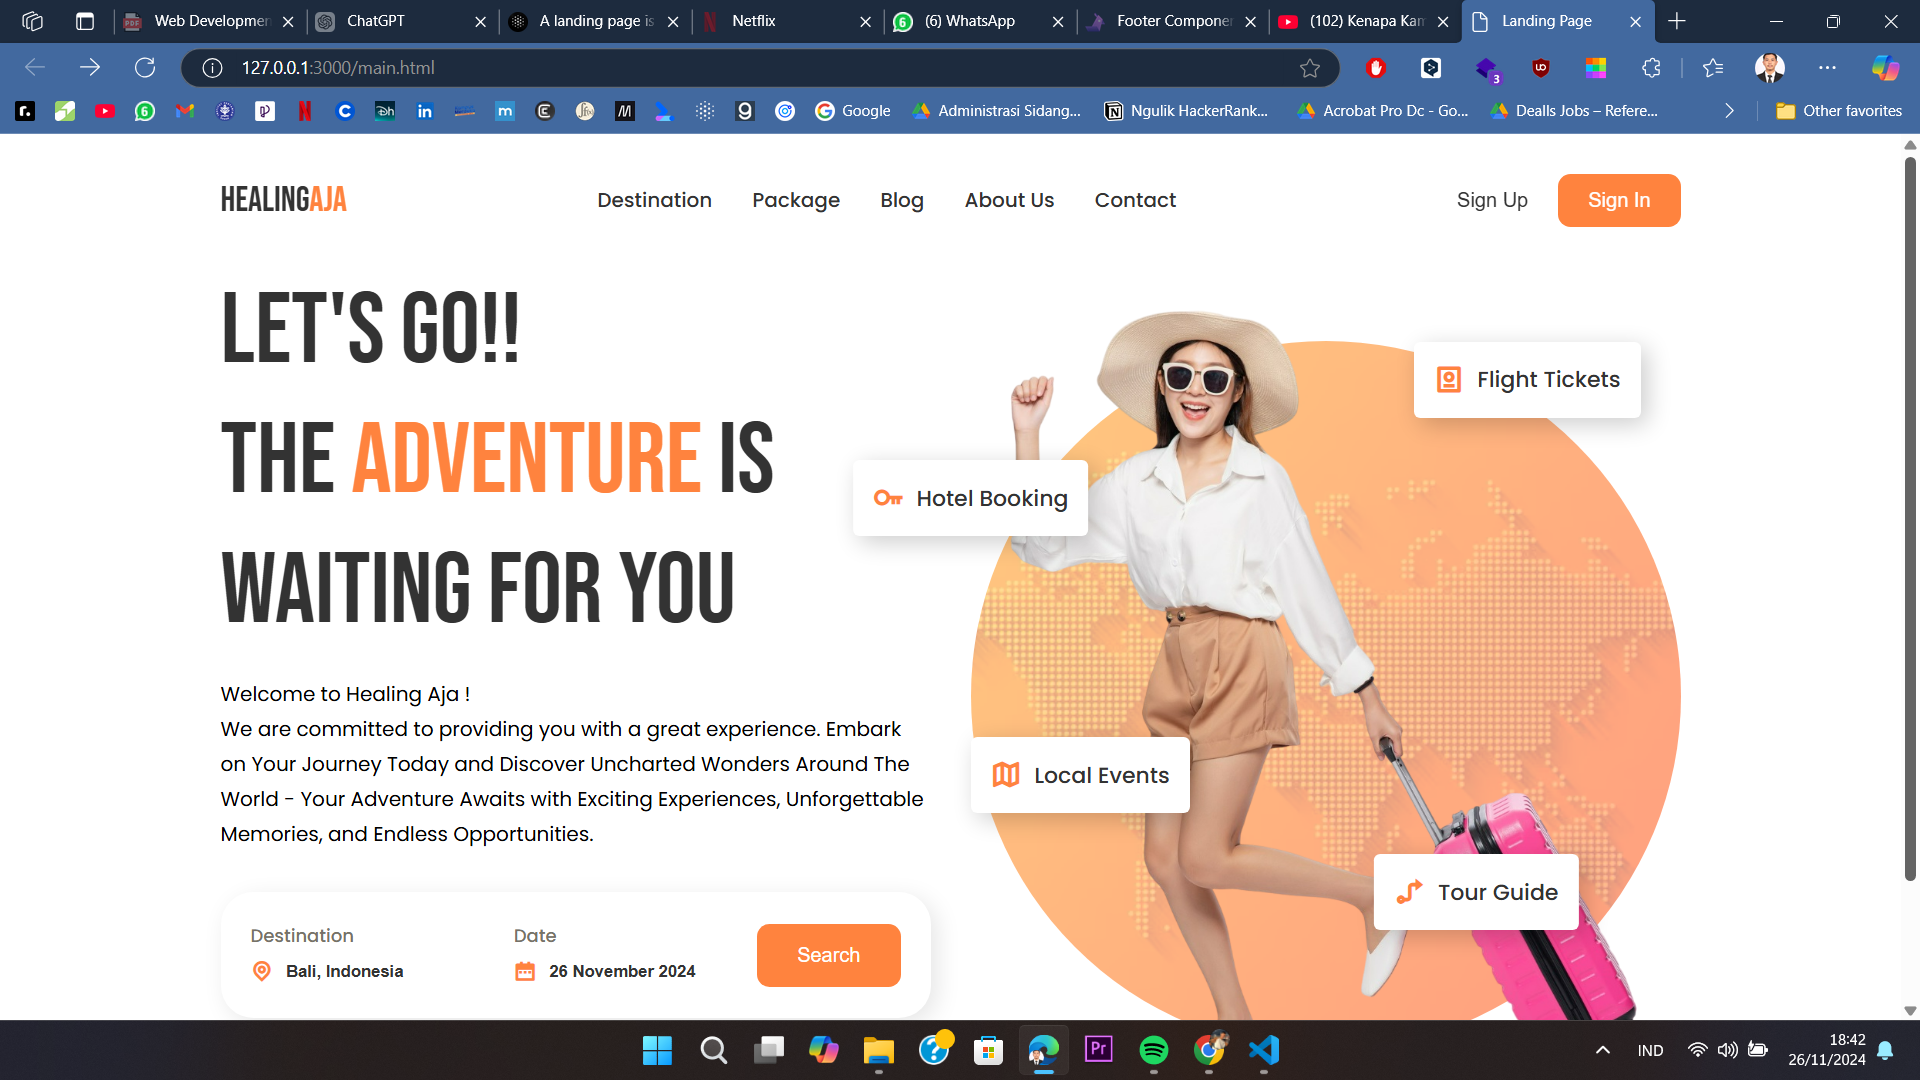 Web Developmen
ChatGPT
A landing page is
Netflix
(6) WhatsApp
Footer Componen
(102) Kenapa Kam
Landing Page
127.0.0.1:3000/main.html
3
Google
Administrasi Sidang...
Ngulik HackerRank...
Acrobat Pro Dc - Go...
Dealls Jobs – Refere...
Other favorites
HEALINGAJA
Destination
Package
Blog
About Us
Contact
Sign Up
Sign In
LET'S GO!!
THE ADVENTURE IS
WAITING FOR YOU
Flight Tickets
Hotel Booking
Local Events
Tour Guide
Welcome to Healing Aja !
We are committed to providing you with a great experience. Embark
on Your Journey Today and Discover Uncharted Wonders Around The
World - Your Adventure Awaits with Exciting Experiences, Unforgettable
Memories, and Endless Opportunities.
Destination
Bali, Indonesia
Date
26 November 2024
Search
Pr
IND
18:42
26/11/2024